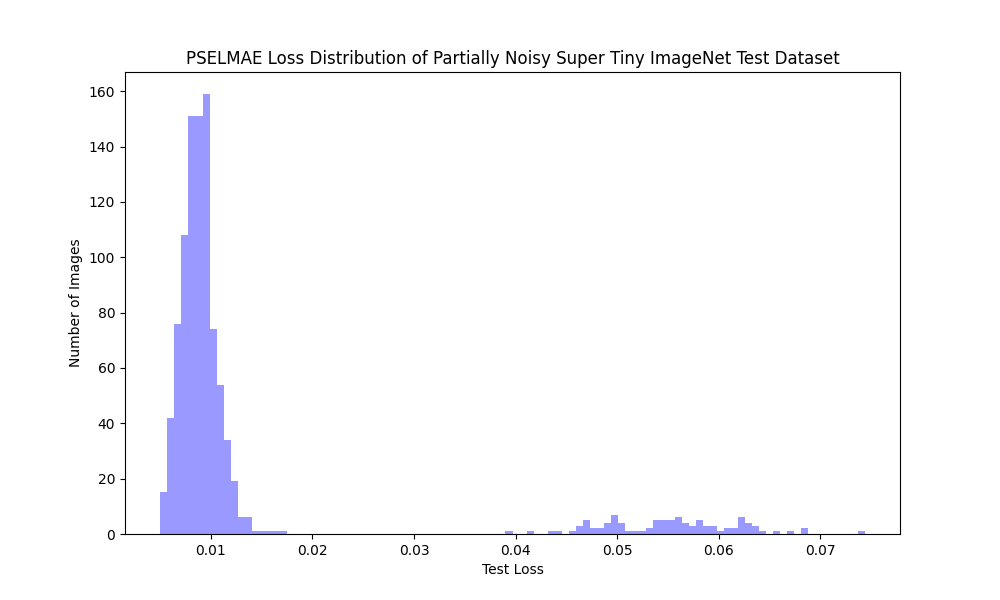 PSELMAE Loss Distribution of Partially Noisy Super Tiny ImageNet Test Dataset
160
140
120
100
80
60
40
20
0
Number of Images
0.01 0.02 0.03 0.04 0.05 0.06 0.07
Test Loss